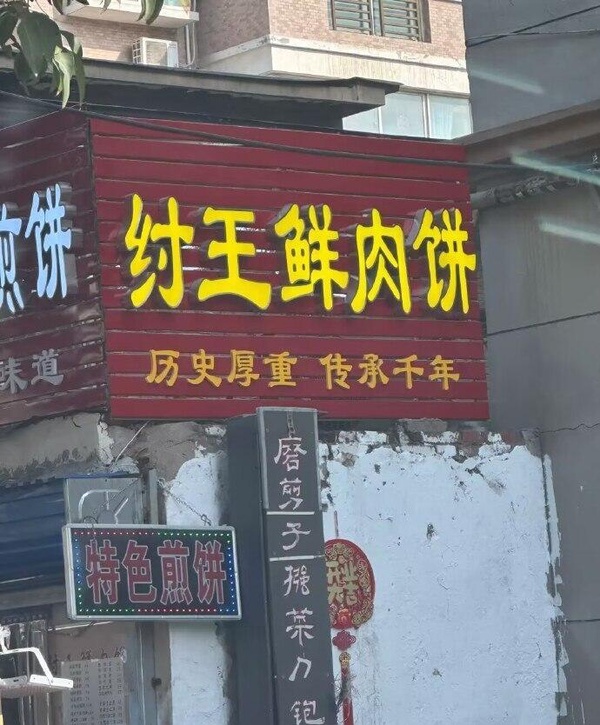 纣王鲜肉饼
历史厚重 传承千年
煎饼
味道
特色煎饼
磨剪子抢菜刀